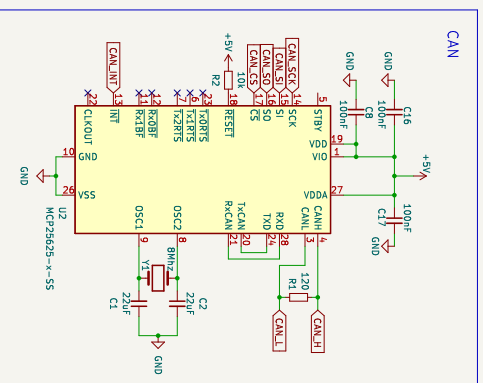 CAN
CAN_INT
+5V
R2
10k
CAN_CS
CAN_SO
CAN_SI
CAN_SCK
GND
GND
C8
100nF
C16
100nF
22
13
11
12
7
6
23
18
17
16
15
14
5
CLKOUT
INT
Rx1BF
Rx0BF
Tx2RTS
Tx1RTS
Tx0RTS
RESET
CS
SO
SI
SCK
STBY
VDD
19
VIO
1
+5V
10
GND
GND
26
VSS
VDDA
27
C17
100nF
GND
U2
MCP25625-x-SS
OSC1
OSC2
RxCAN
TxCAN
TXD
RXD
CANL
CANH
9
8
21
20
24
28
3
4
8Mhz
Y1
C1
22uF
C2
22uF
GND
120
R1
CAN_L
CAN_H